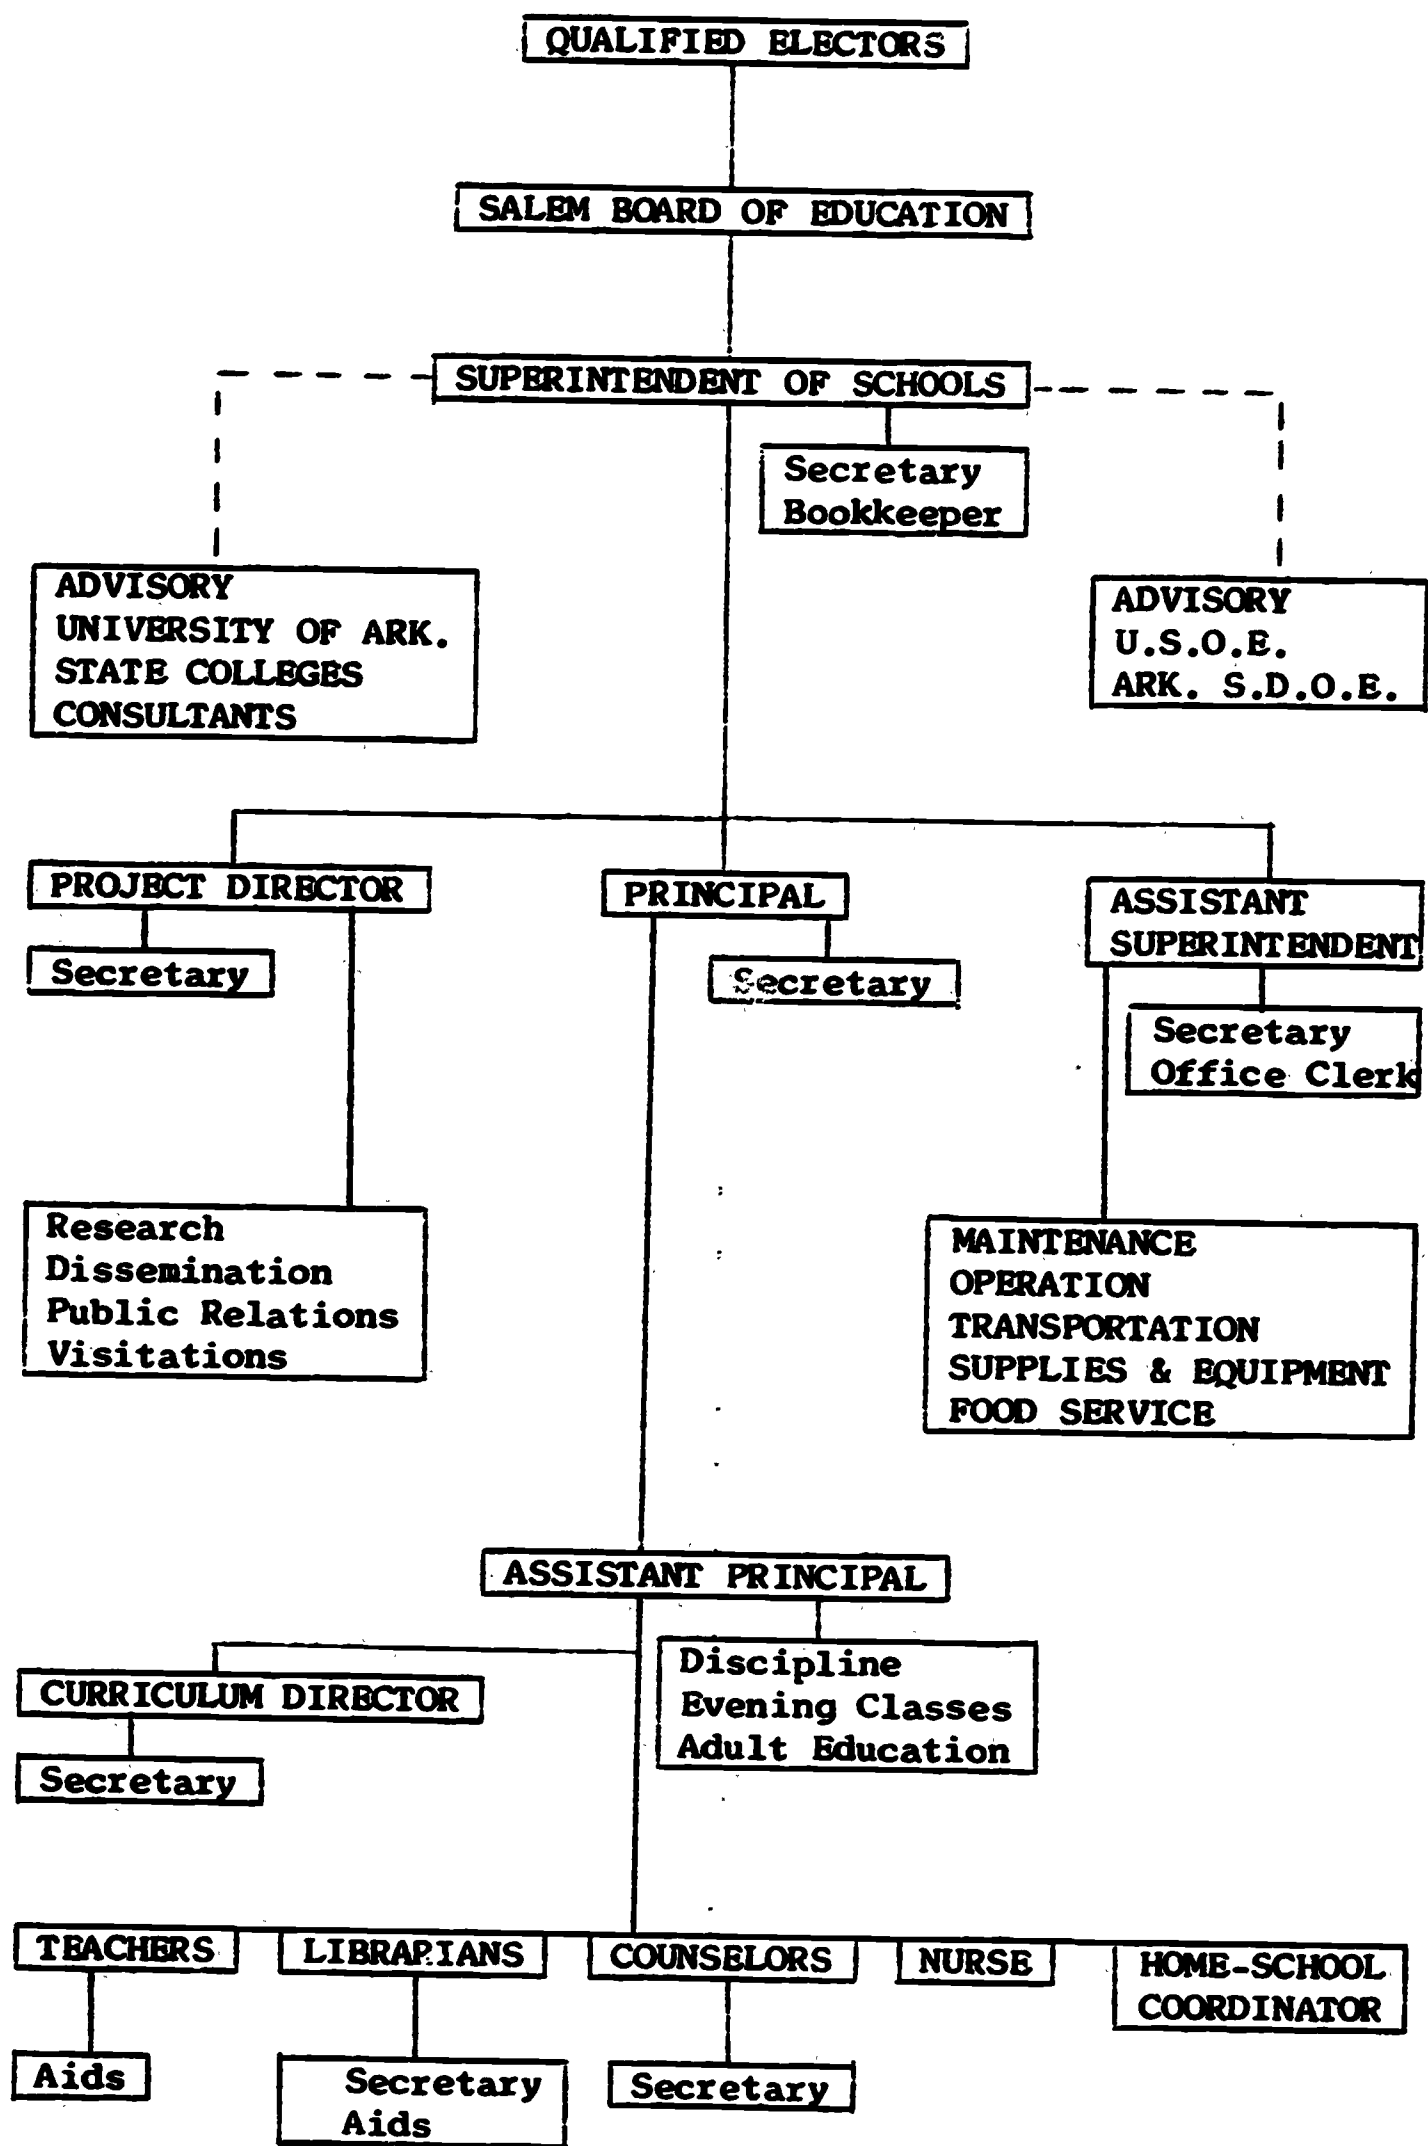 QUALIFIED ELECTORS
SALEM BOARD OF EDUCATION
SUPERINTENDENT OF SCHOOLS
Secretary
Bookkeeper
ADVISORY
UNIVERSITY OF ARK.
STATE COLLEGES
CONSULTANTS
ADVISORY
U.S.O.E.
ARK. S.D.O.E.
PROJECT DIRECTOR
Secretary
PRINCIPAL
Secretary
ASSISTANT
SUPERINTENDENT
Secretary
Office Clerk
Research
Dissemination
Public Relations
Visitations
MAINTENANCE
OPERATION
TRANSPORTATION
SUPPLIES & EQUIPMENT
FOOD SERVICE
ASSISTANT PRINCIPAL
Discipline
Evening Classes
Adult Education
CURRICULUM DIRECTOR
Secretary
TEACHERS
LIBRARIANS
COUNSELORS
NURSE
HOME-SCHOOL
COORDINATOR
Aids
Secretary
Aids
Secretary